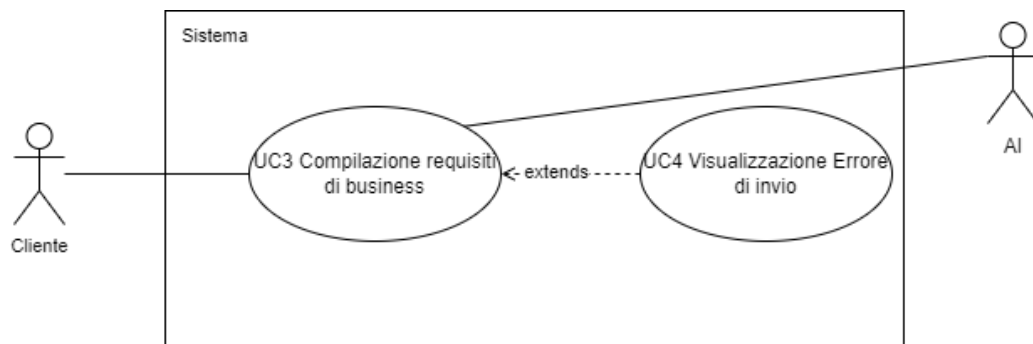 Sistema
UC3 Compilazione requisiti
di business
extends
UC4 Visualizzazione Errore
di invio
Cliente
AI